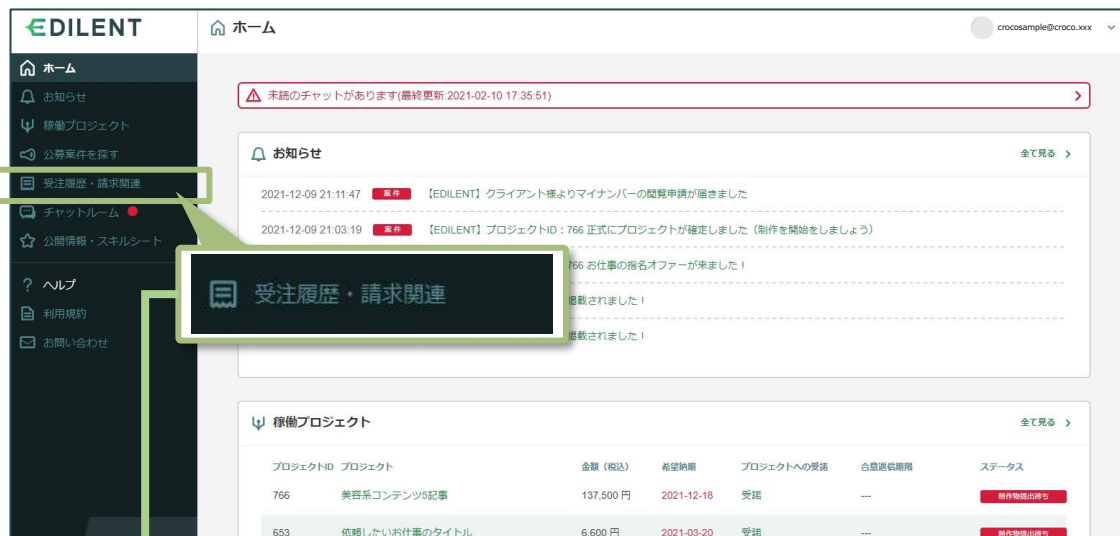 EDILENT
ホーム
crocosample@croco.xxx
ホーム
お知らせ
稼働プロジェクト
公募案件を探す
受注履歴・請求関連
チャットルーム
公開情報・スキルシート
? ヘルプ
利用規約
お問い合わせ
受注履歴・請求関連
未読のチャットがあります(最終更新:2021-02-10 17:35:51)
お知らせ 全て見る
2021-12-09 21:11:47 案件 【EDILENT】クライアント様よりマイナンバーの閲覧申請が届きました
2021-12-09 21:03:19 案件 【EDILENT】プロジェクトID:766 正式にプロジェクトが確定しました(制作を開始をしましょう)
766 お仕事の指名オファーが来ました!
掲載されました!
掲載されました!
稼働プロジェクト 全て見る
プロジェクトID プロジェクト 金額(税込) 希望納期 プロジェクトへの受諾 合意返信期限 ステータス
766 美容系コンテンツ5記事 137,500 円 2021-12-18 受諾 --- 制作物提出待ち
653 依頼したいお仕事のタイトル 6,600 円 2021-03-20 受諾 --- 制作物提出待ち